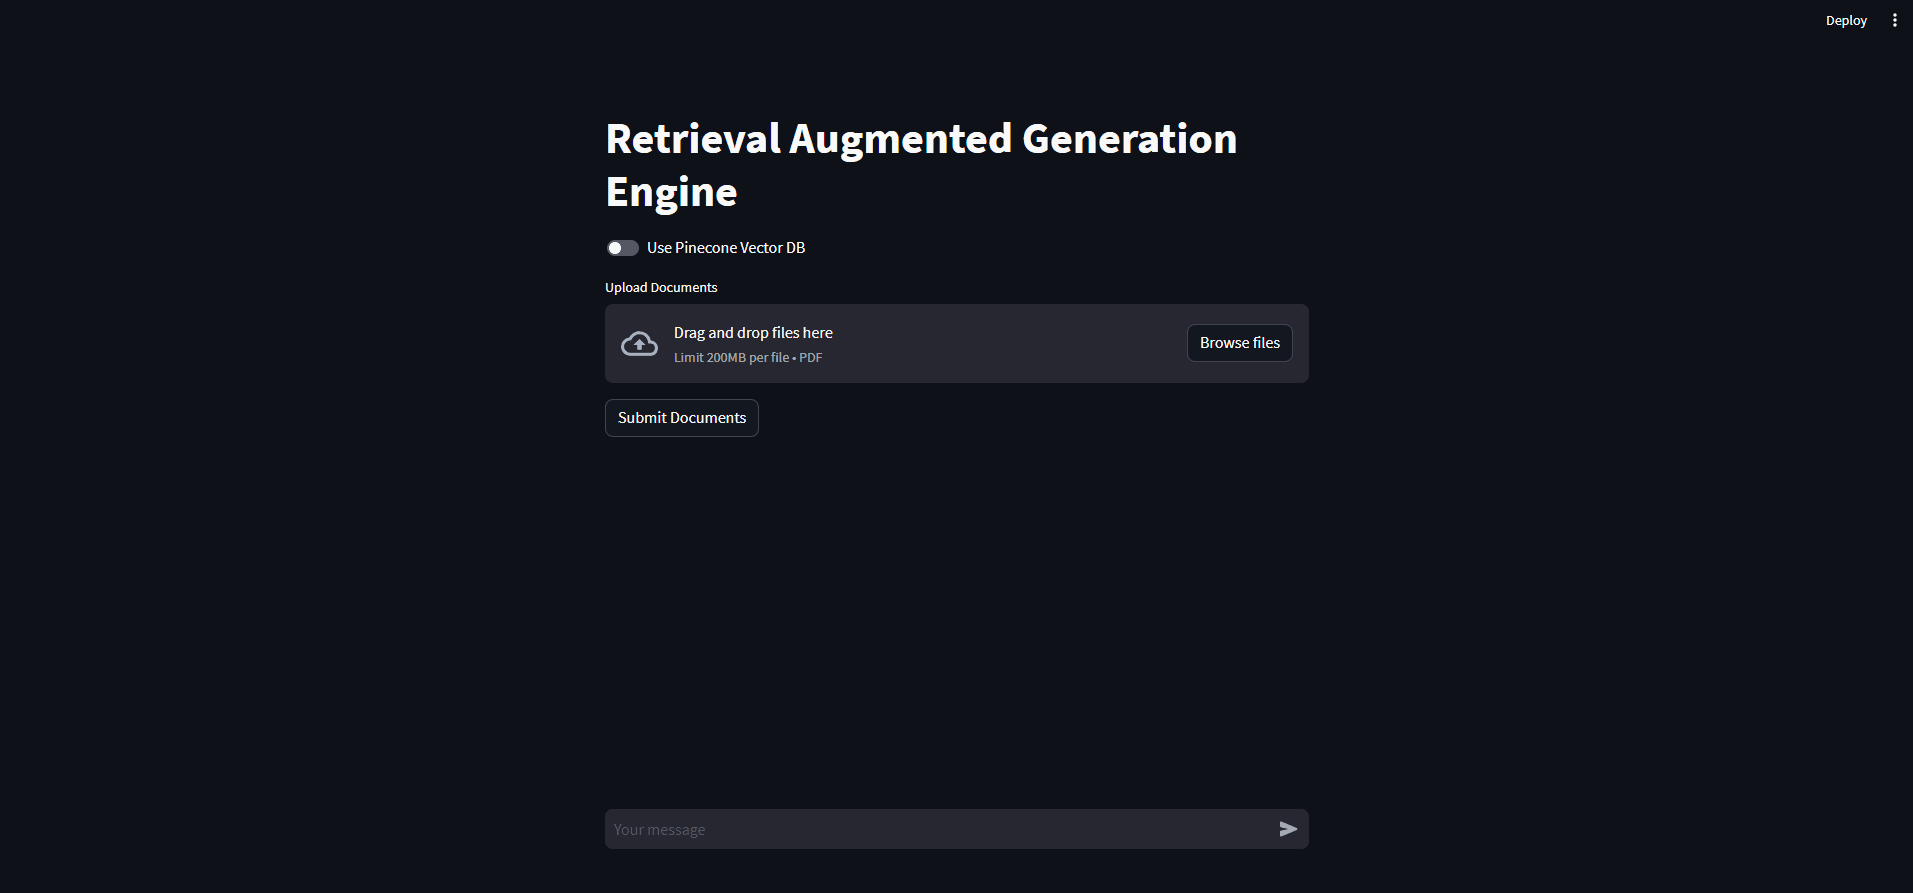 Deploy
Retrieval Augmented Generation
Engine
Use Pinecone Vector DB
Upload Documents
Drag and drop files here
Limit 200MB per file • PDF
Browse files
Submit Documents
Your message